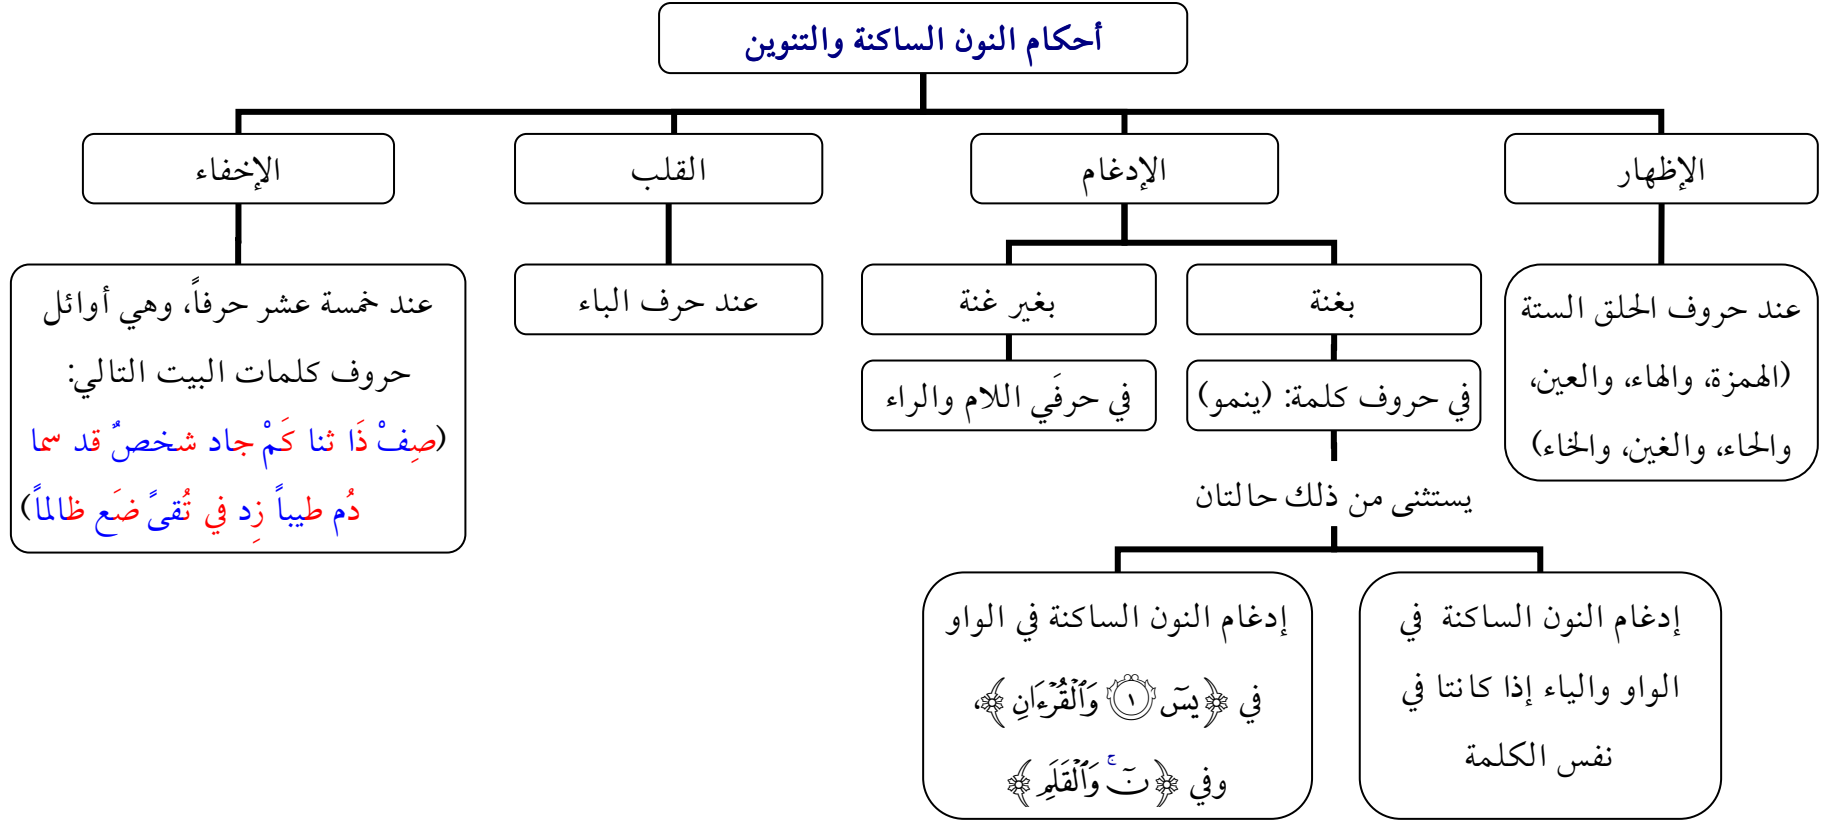 أحكام النون الساكنة والتنوين
الإظهار
الإدغام
القلب
الإخفاء
عند حروف الحلق الستة
(الهمزة، والهاء، والعين،
والحاء، والغين، والخاء)
بغنة
بغير غنة
عند حرف الباء
عند خمسة عشر حرفاً، وهي أوائل
حروف كلمات البيت التالي:
(صِفْ ذَا ثنا كَمْ جاد شخصٌ قد سما
دُم طيباً زِد في تُقىً ضَع ظالماً)
في حروف كلمة: (ينمو)
في حرفَي اللام والراء
يستثنى من ذلك حالتان
إدغام النون الساكنة في
الواو والياء إذا كانتا في
نفس الكلمة
إدغام النون الساكنة في الواو
في ﴿يسٓ ١ وَٱلْقُرْءَانِ﴾،
وفي ﴿نٓ ۚ وَٱلْقَلَمِ﴾